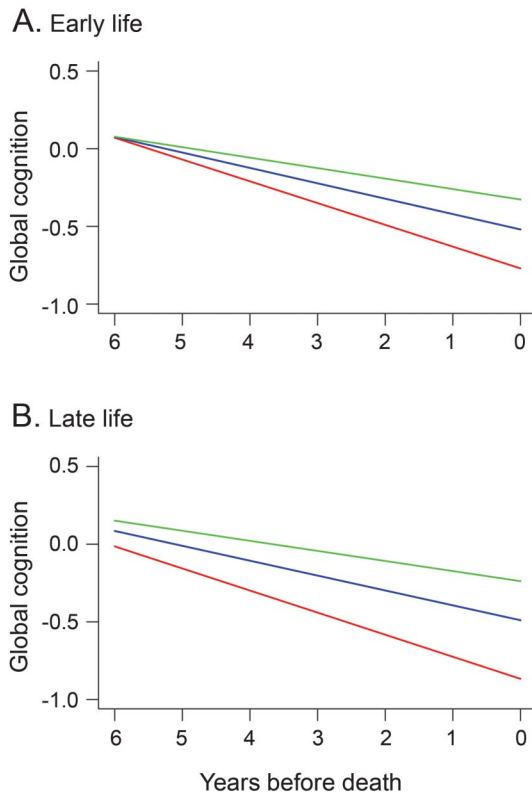 A. Early life
0.5
0.0
-0.5
-1.0
Global cognition
6 5 4 3 2 1 0
B. Late life
0.5
0.0
-0.5
-1.0
Global cognition
6 5 4 3 2 1 0
Years before death